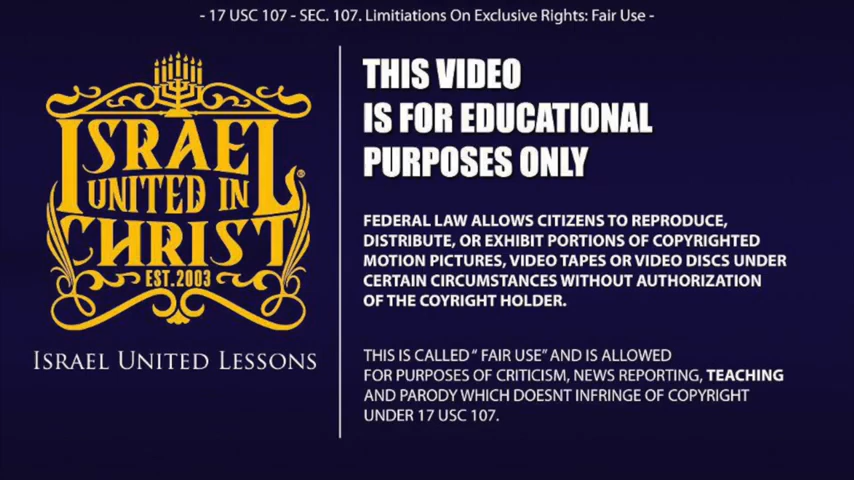 - 17 USC 107 - SEC. 107. Limitiations On Exclusive Rights: Fair Use -
ISRAEL
UNITED IN
CHRIST
®
EST.2003
ISRAEL UNITED LESSONS
THIS VIDEO
IS FOR EDUCATIONAL
PURPOSES ONLY
FEDERAL LAW ALLOWS CITIZENS TO REPRODUCE,
DISTRIBUTE, OR EXHIBIT PORTIONS OF COPYRIGHTED
MOTION PICTURES, VIDEO TAPES OR VIDEO DISCS UNDER
CERTAIN CIRCUMSTANCES WITHOUT AUTHORIZATION
OF THE COYRIGHT HOLDER.
THIS IS CALLED “ FAIR USE” AND IS ALLOWED
FOR PURPOSES OF CRITICISM, NEWS REPORTING, TEACHING
AND PARODY WHICH DOESNT INFRINGE OF COPYRIGHT
UNDER 17 USC 107.